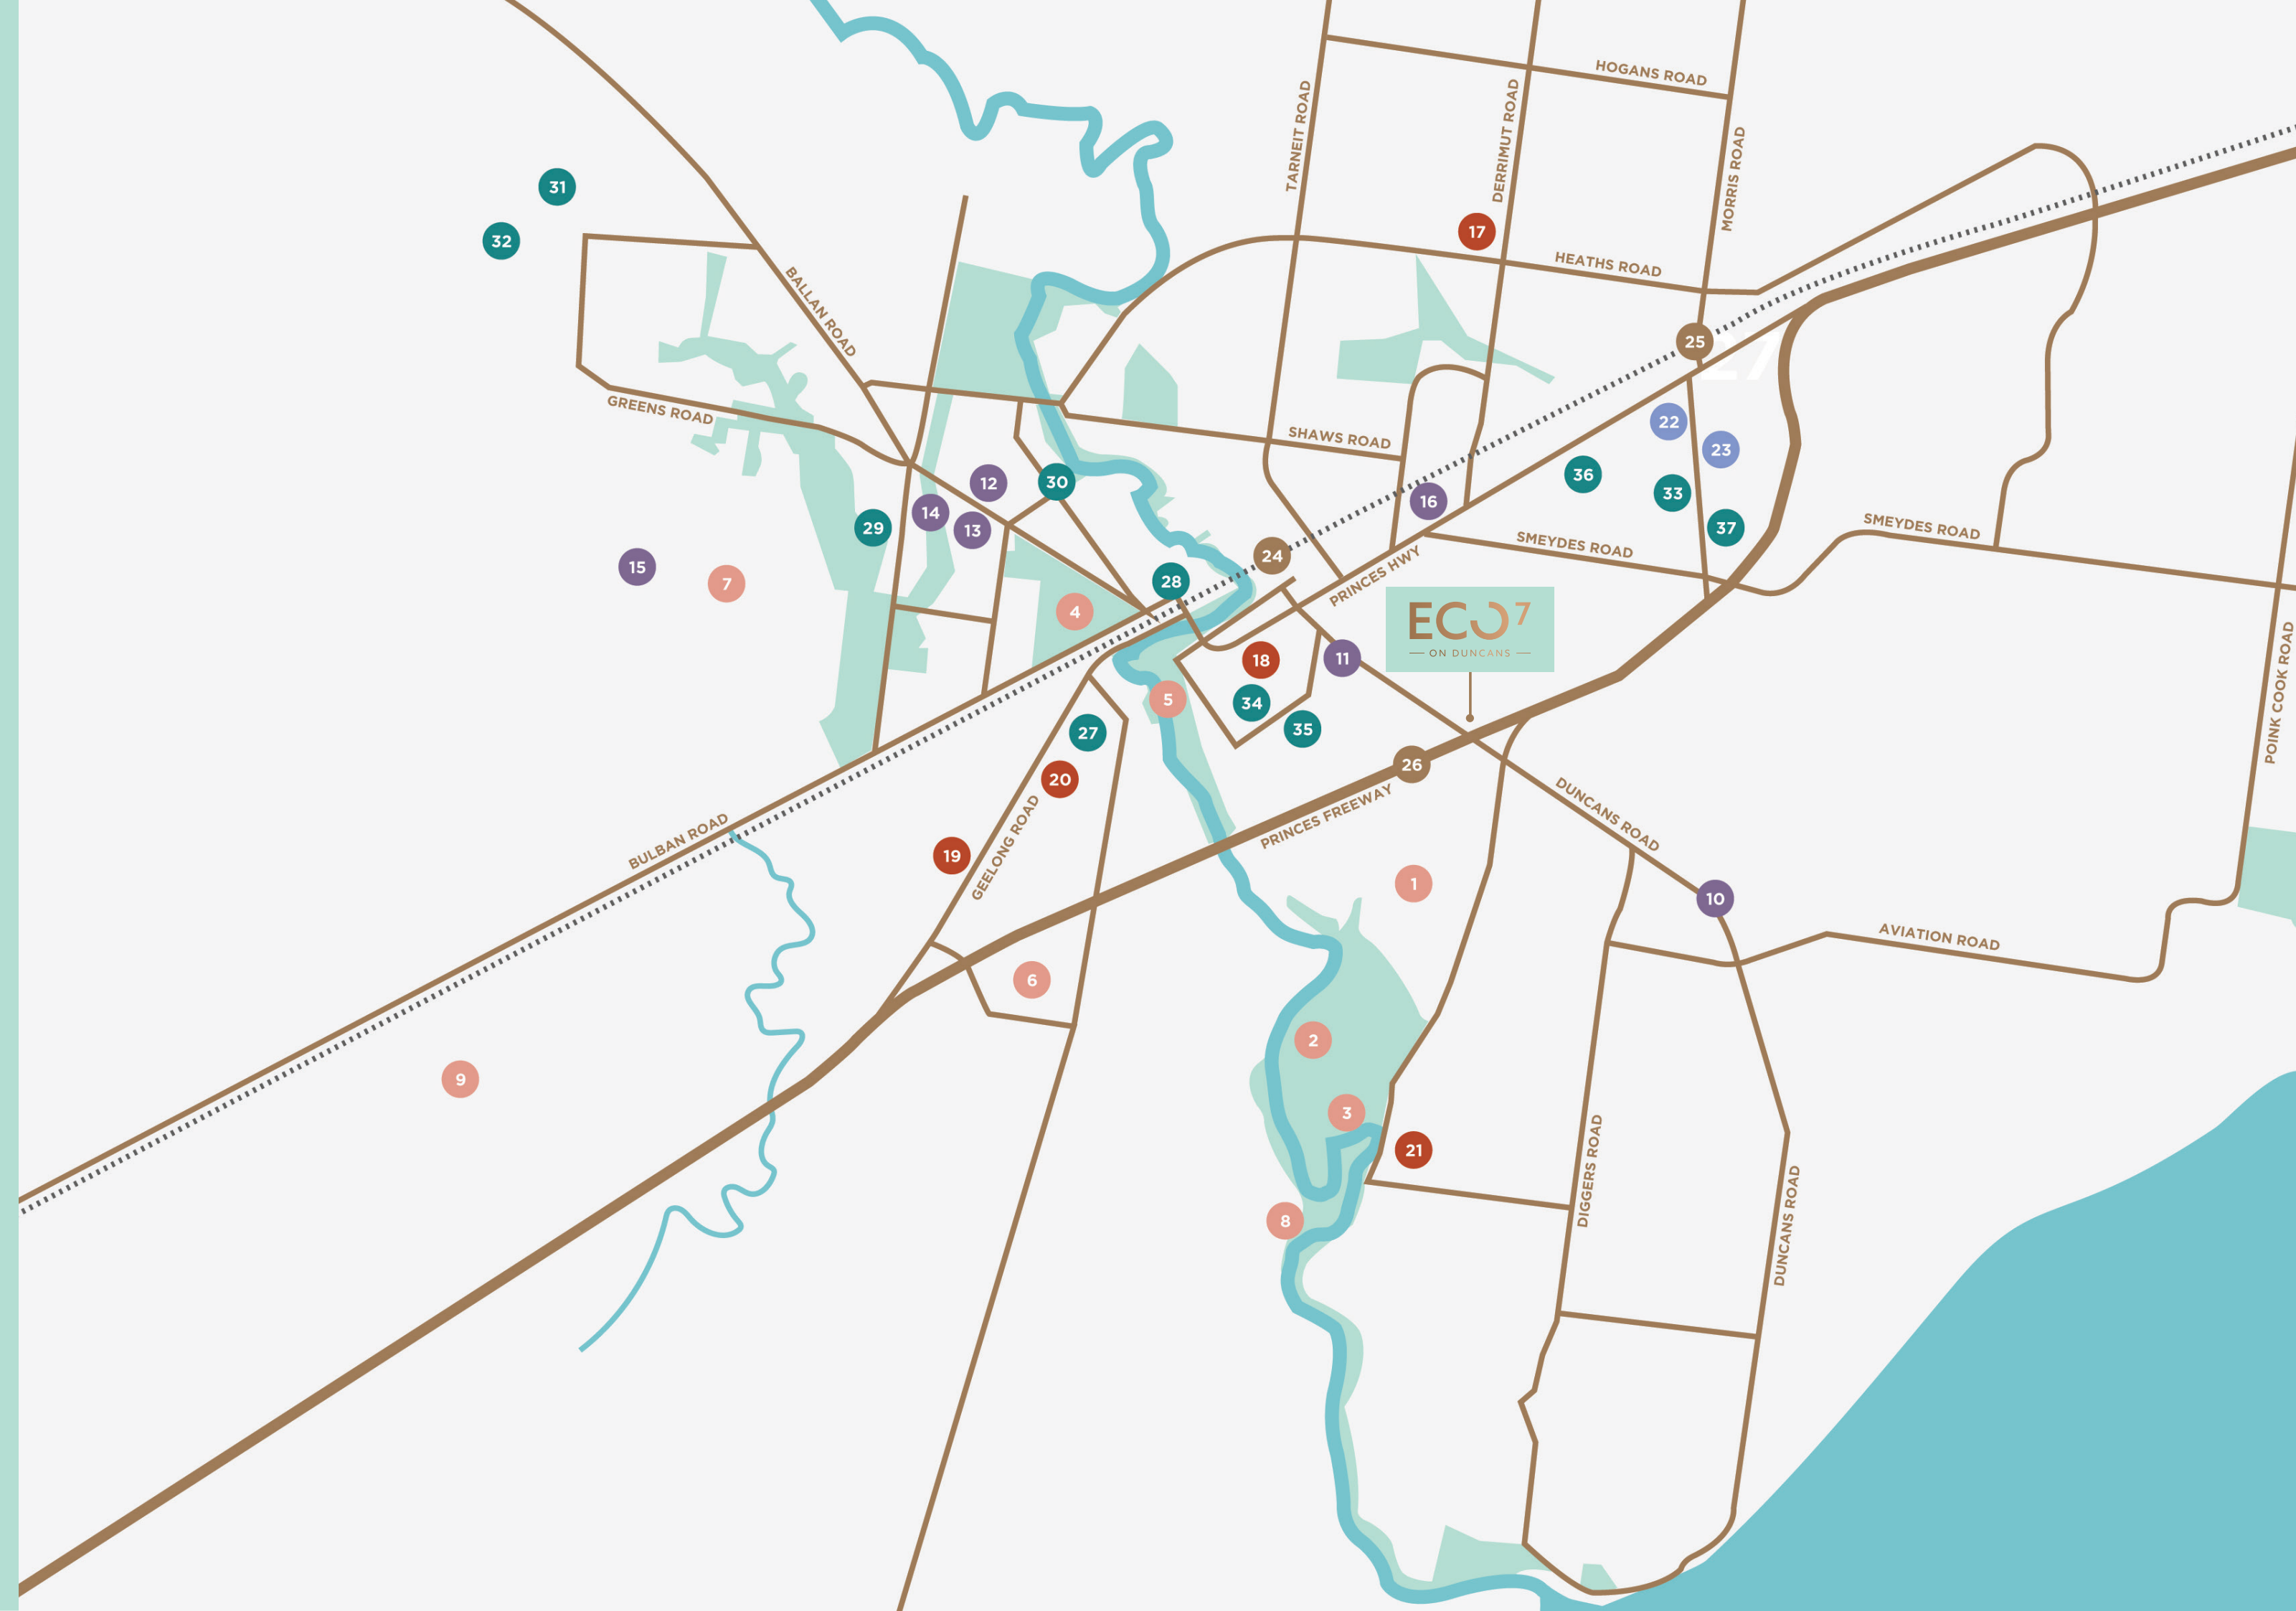 HOGANS ROAD
TARNEIT ROAD
DERRIMUT ROAD
MORRIS ROAD
31
17
32
HEATHS ROAD
BALLAN ROAD
25
27
GREENS ROAD
22
SHAWS ROAD
23
36
12
30
33
16
14
13
29
37
SMEYDES ROAD
SMEYDES ROAD
24
PRINCES HWY
15
7
28
4
ECO7
ON DUNCANS
18
11
5
34
35
27
POINK COOK ROAD
26
20
PRINCES FREEWAY
DUNCANS ROAD
BULBAN ROAD
GEELONG ROAD
19
1
10
AVIATION ROAD
6
2
9
3
21
DIGGERS ROAD
8
DUNCANS ROAD